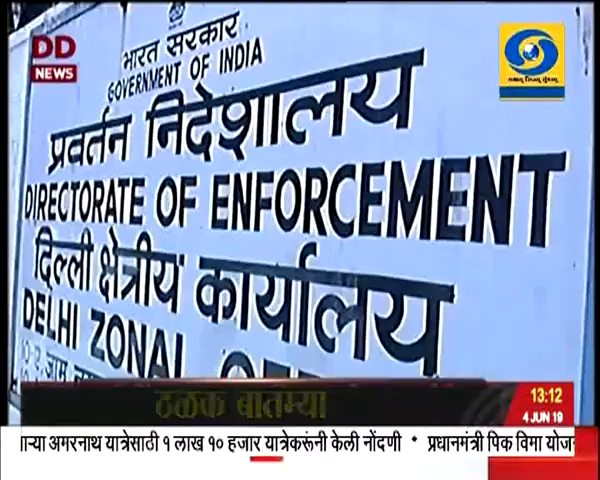 DD
NEWS
भारत सरकार
GOVERNMENT OF INDIA
प्रवर्तन निदेशालय
DIRECTORATE OF ENFORCEMENT
दिल्ली क्षेत्रीय कार्यालय
DELHI ZONAL
ठळक बातम्या
13:12
4 JUN 19
ाऱ्या अमरनाथ यात्रेसाठी १ लाख १० हजार यात्रेकरूंनी केली नोंदणी * प्रधानमंत्री पिक विमा योज